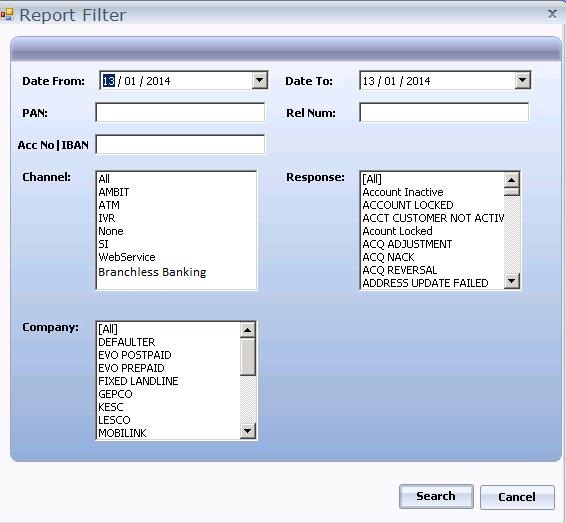 Report Filter
Date From: 13 / 01 / 2014 Date To: 13 / 01 / 2014
PAN: Rel Num:
Acc No|IBAN
Channel:
All
AMBIT
ATM
IVR
None
SI
WebService
Branchless Banking
Response:
[All]
Account Inactive
ACCOUNT LOCKED
ACCT CUSTOMER NOT ACTIV
Acount Locked
ACQ ADJUSTMENT
ACQ NACK
ACQ REVERSAL
ADDRESS UPDATE FAILED
Company:
[All]
DEFAULTER
EVO POSTPAID
EVO PREPAID
FIXED LANDLINE
GEPCO
KESC
LESCO
MOBILINK
Search Cancel